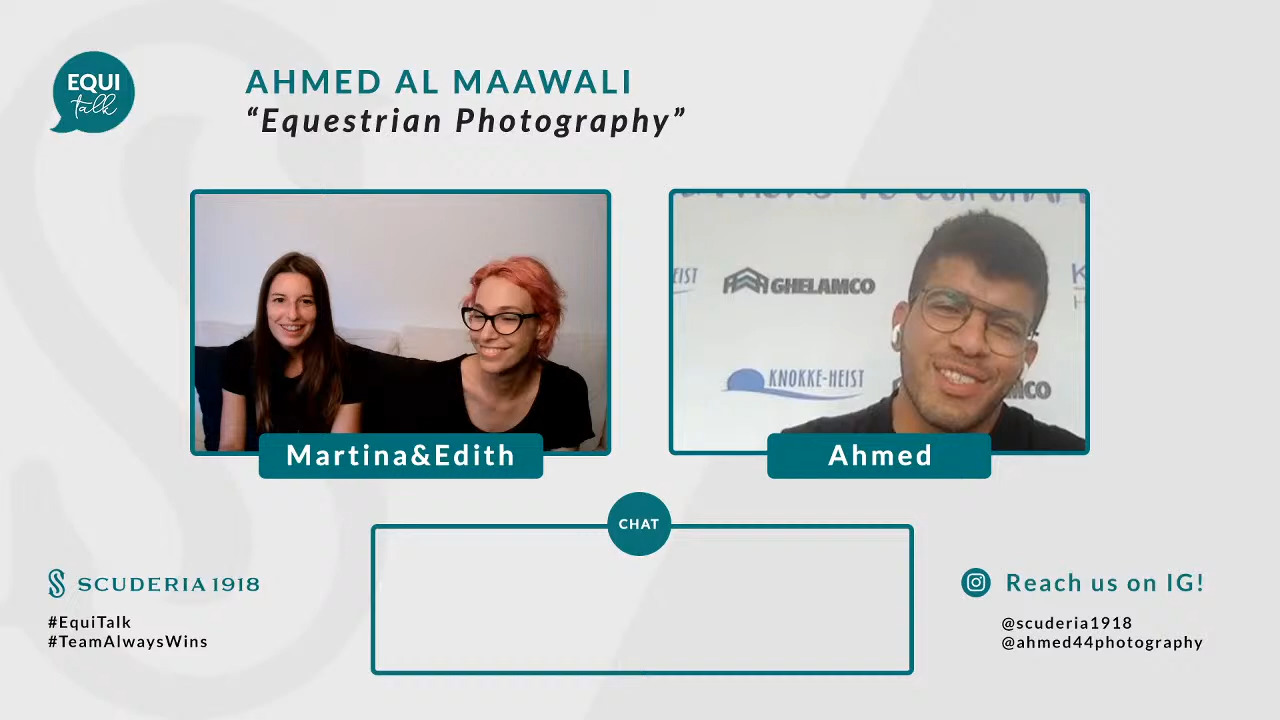 EQUI
talk
AHMED AL MAAWALI
“Equestrian Photography”
GHELAMCO
KNOKKE-HEIST
Martina&Edith
Ahmed
CHAT
SCUDERIA 1918
#EquiTalk
#TeamAlwaysWins
Reach us on IG!
@scuderia1918
@ahmed44photography